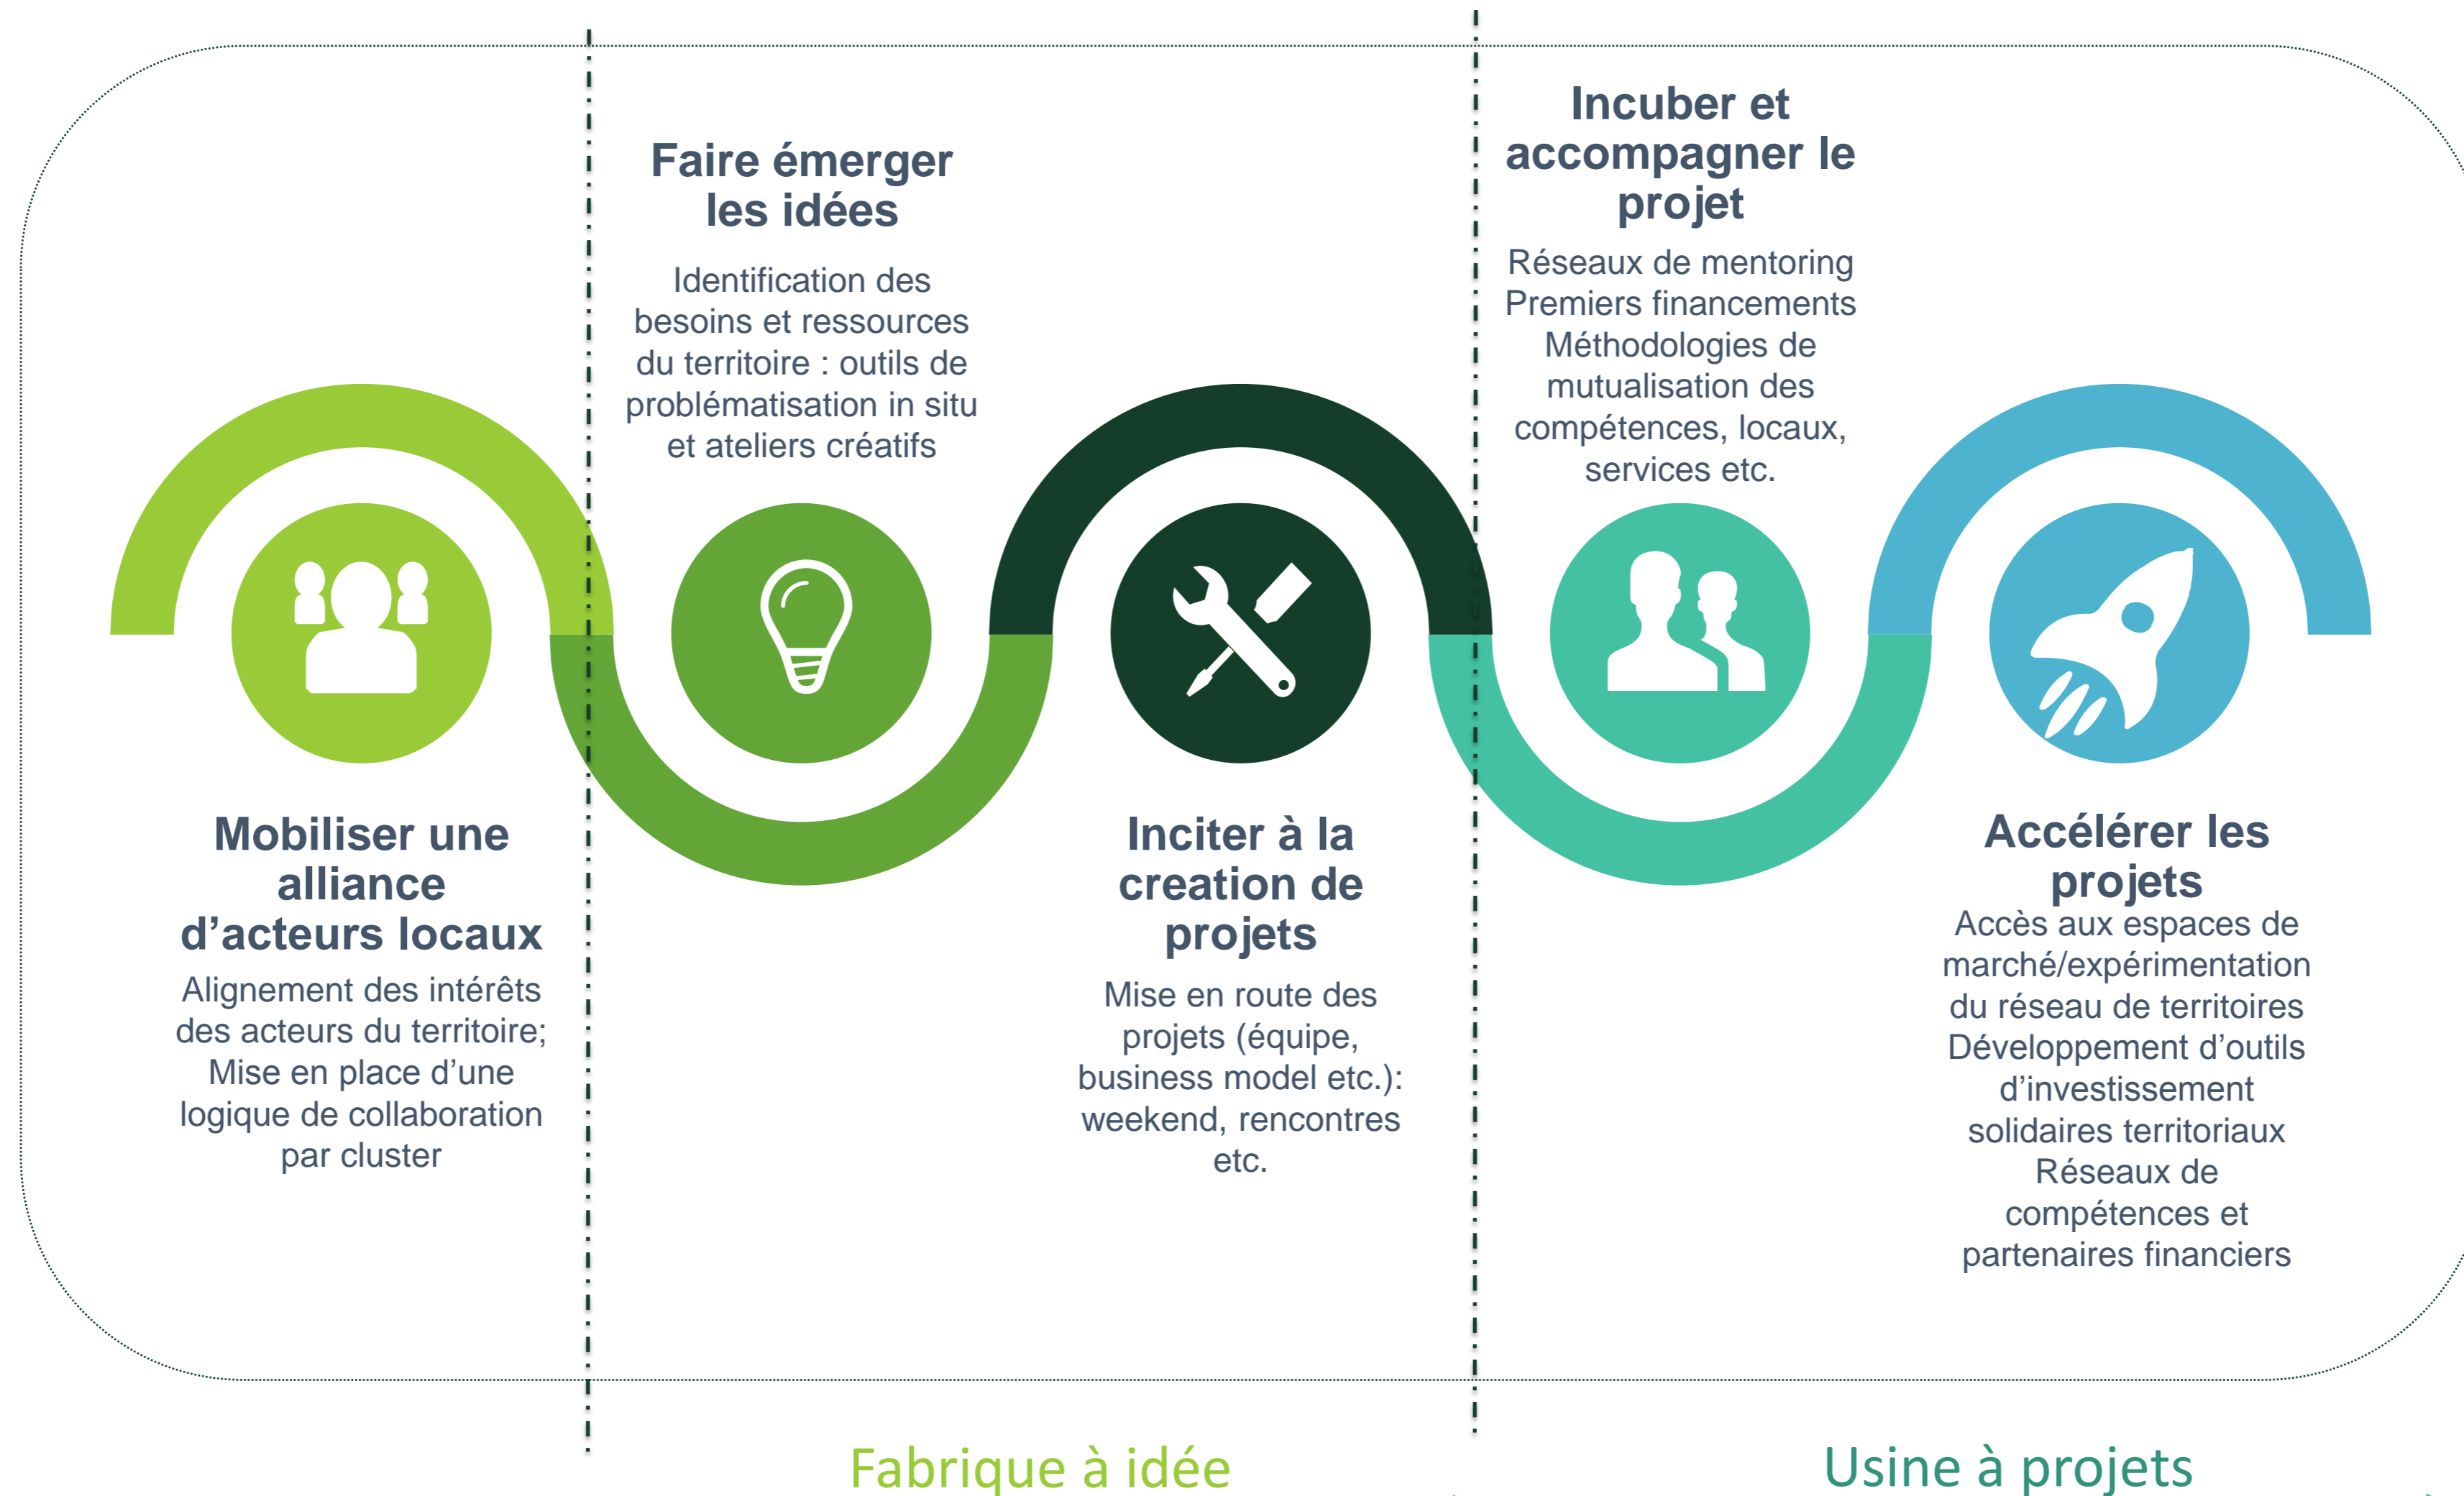 Mobiliser une
alliance
d’acteurs locaux
Alignement des intérêts
des acteurs du territoire;
Mise en place d’une
logique de collaboration
par cluster
Faire émerger
les idées
Identification des
besoins et ressources
du territoire : outils de
problématisation in situ
et ateliers créatifs
Inciter à la
creation de
projets
Mise en route des
projets (équipe,
business model etc.):
weekend, rencontres
etc.
Incuber et
accompagner le
projet
Réseaux de mentoring
Premiers financements
Méthodologies de
mutualisation des
compétences, locaux,
services etc.
Accélérer les
projets
Accès aux espaces de
marché/expérimentation
du réseau de territoires
Développement d’outils
d’investissement
solidaires territoriaux
Réseaux de
compétences et
partenaires financiers
Fabrique à idée
Usine à projets